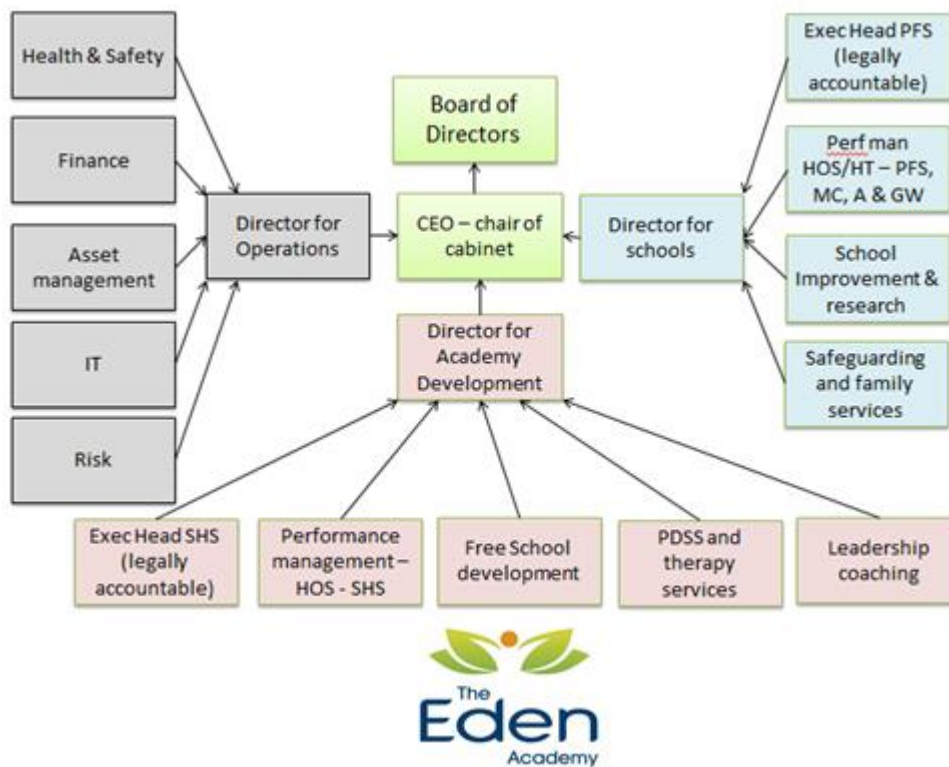 Health & Safety
Finance
Asset
management
IT
Risk
Director for
Operations
Board of
Directors
CEO – chair of
cabinet
Director for
Academy
Development
Director for
schools
Exec Head PFS
(legally
accountable)
Perf man
HOS/HT – PFS,
MC, A & GW
School
Improvement &
research
Safeguarding
and family
services
Exec Head SHS
(legally
accountable)
Performance
management –
HOS - SHS
Free School
development
PDSS and
therapy
services
Leadership
coaching
The
Eden
Academy